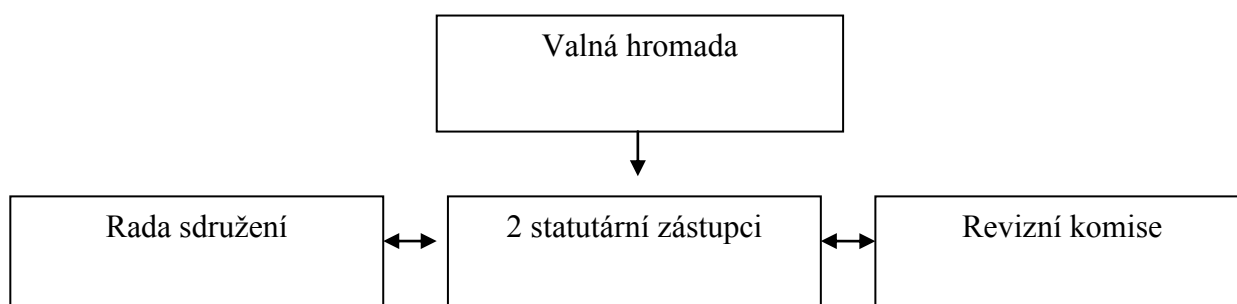 Valná hromada
Rada sdružení
2 statutární zástupci
Revizní komise